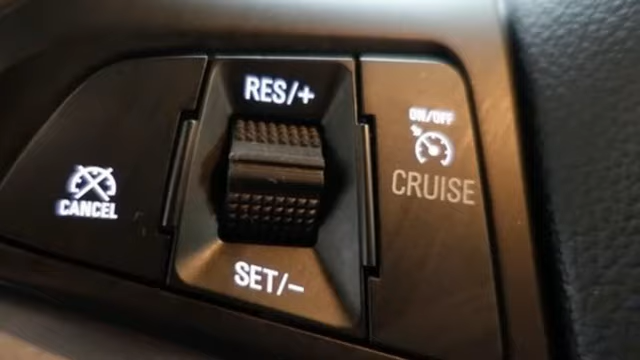 RES/+
ON/OFF
CRUISE
CANCEL
SET/-